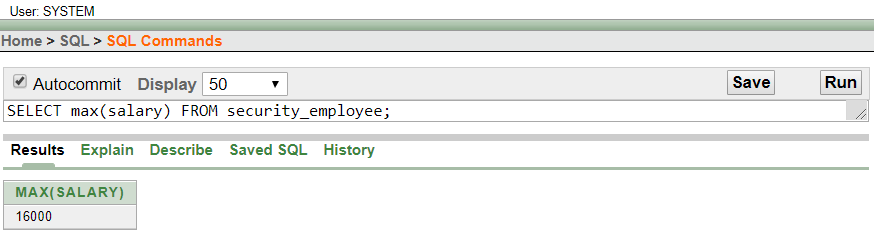 User: SYSTEM
Home > SQL > SQL Commands
Autocommit Display 50 Save Run
SELECT max(salary) FROM security_employee;
Results Explain Describe Saved SQL History
MAX(SALARY)
16000